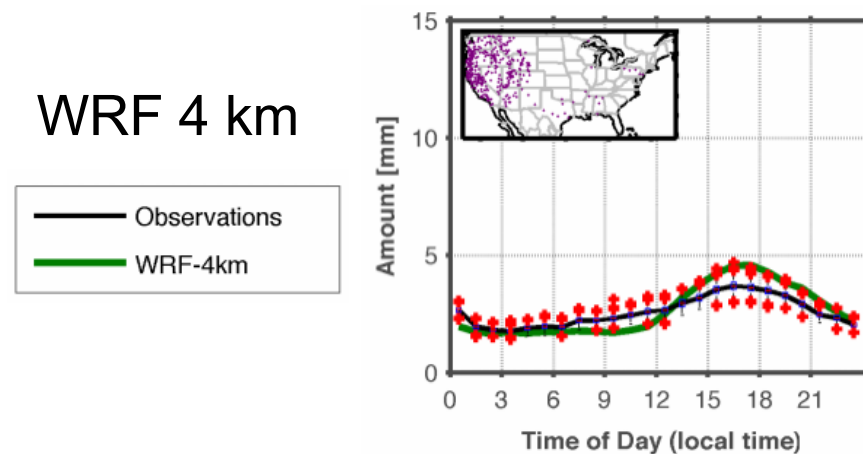 WRF 4 km
Observations
WRF-4km
Amount [mm]
15
10
5
0
0 3 6 9 12 15 18 21
Time of Day (local time)